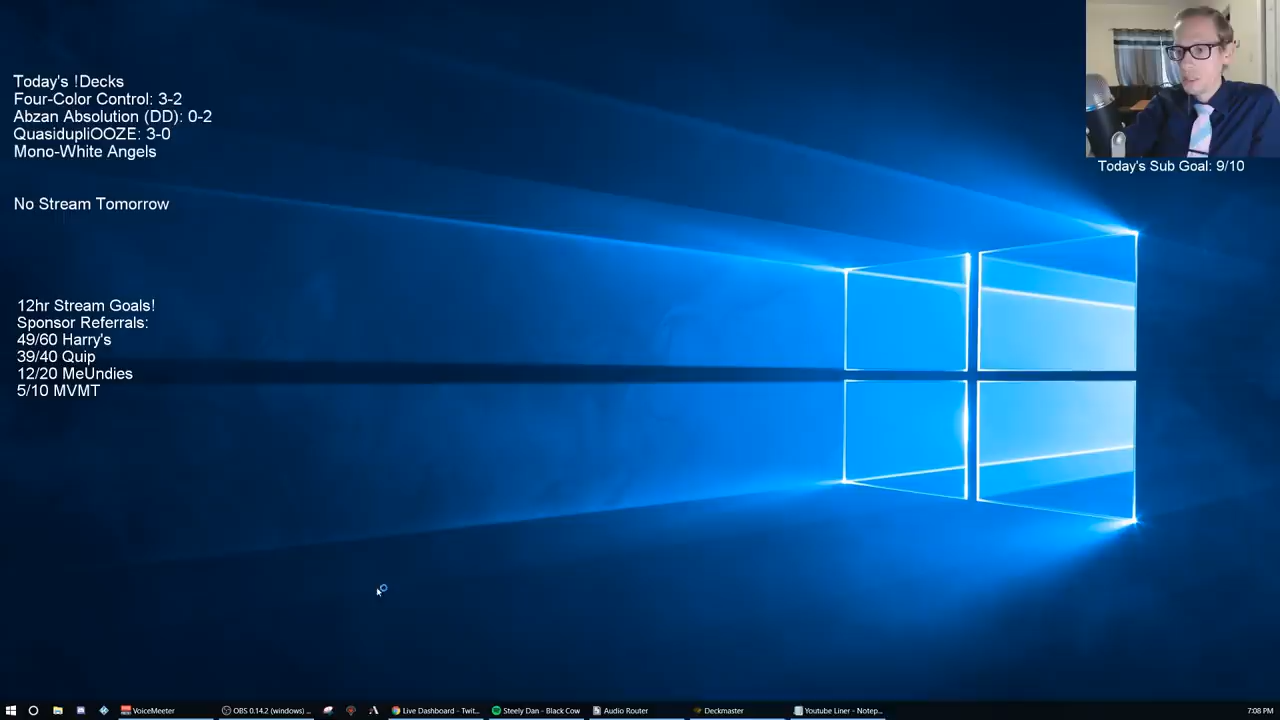 Today's !Decks
Four-Color Control: 3-2
Abzan Absolution (DD): 0-2
QuasidupliOOZE: 3-0
Mono-White Angels
No Stream Tomorrow
12hr Stream Goals!
Sponsor Referrals:
49/60 Harry's
39/40 Quip
12/20 MeUndies
5/10 MVMT
Today's Sub Goal: 9/10
VoiceMeeter
OBS 0.14.2 (windows) ...
Live Dashboard - Twit...
Steely Dan - Black Cow
Audio Router
Deckmaster
Youtube Liner - Notep...
7:08 PM